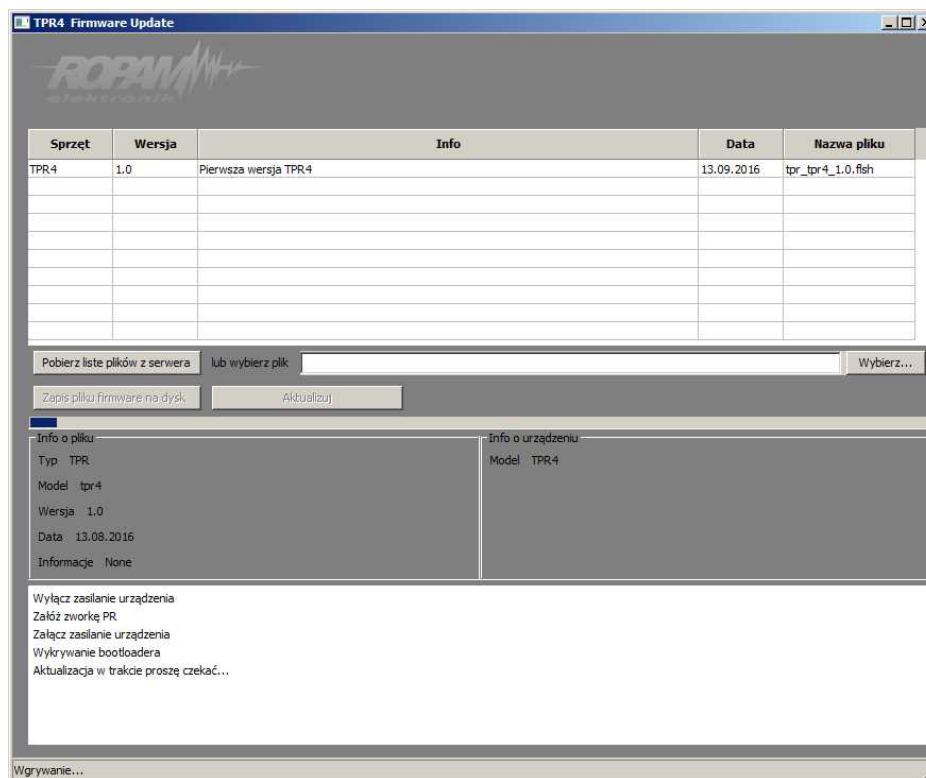 TPR4 Firmware Update
ROPAM
elektronik
Sprzęt Wersja Info Data Nazwa pliku
TPR4 1.0 Pierwsza wersja TPR4 13.09.2016 tpr_tpr4_1.0.flsh
Pobierz liste plików z serwera lub wybierz plik Wybierz...
Zapis pliku firmware na dysk Aktualizuj
Info o pliku Info o urządzeniu
Typ TPR Model TPR4
Model tpr4
Wersja 1.0
Data 13.08.2016
Informacje None
Wyłącz zasilanie urządzenia
Załóż zworkę PR
Załącz zasilanie urządzenia
Wykrywanie bootloadera
Aktualizacja w trakcie proszę czekać...
Wgrywanie...